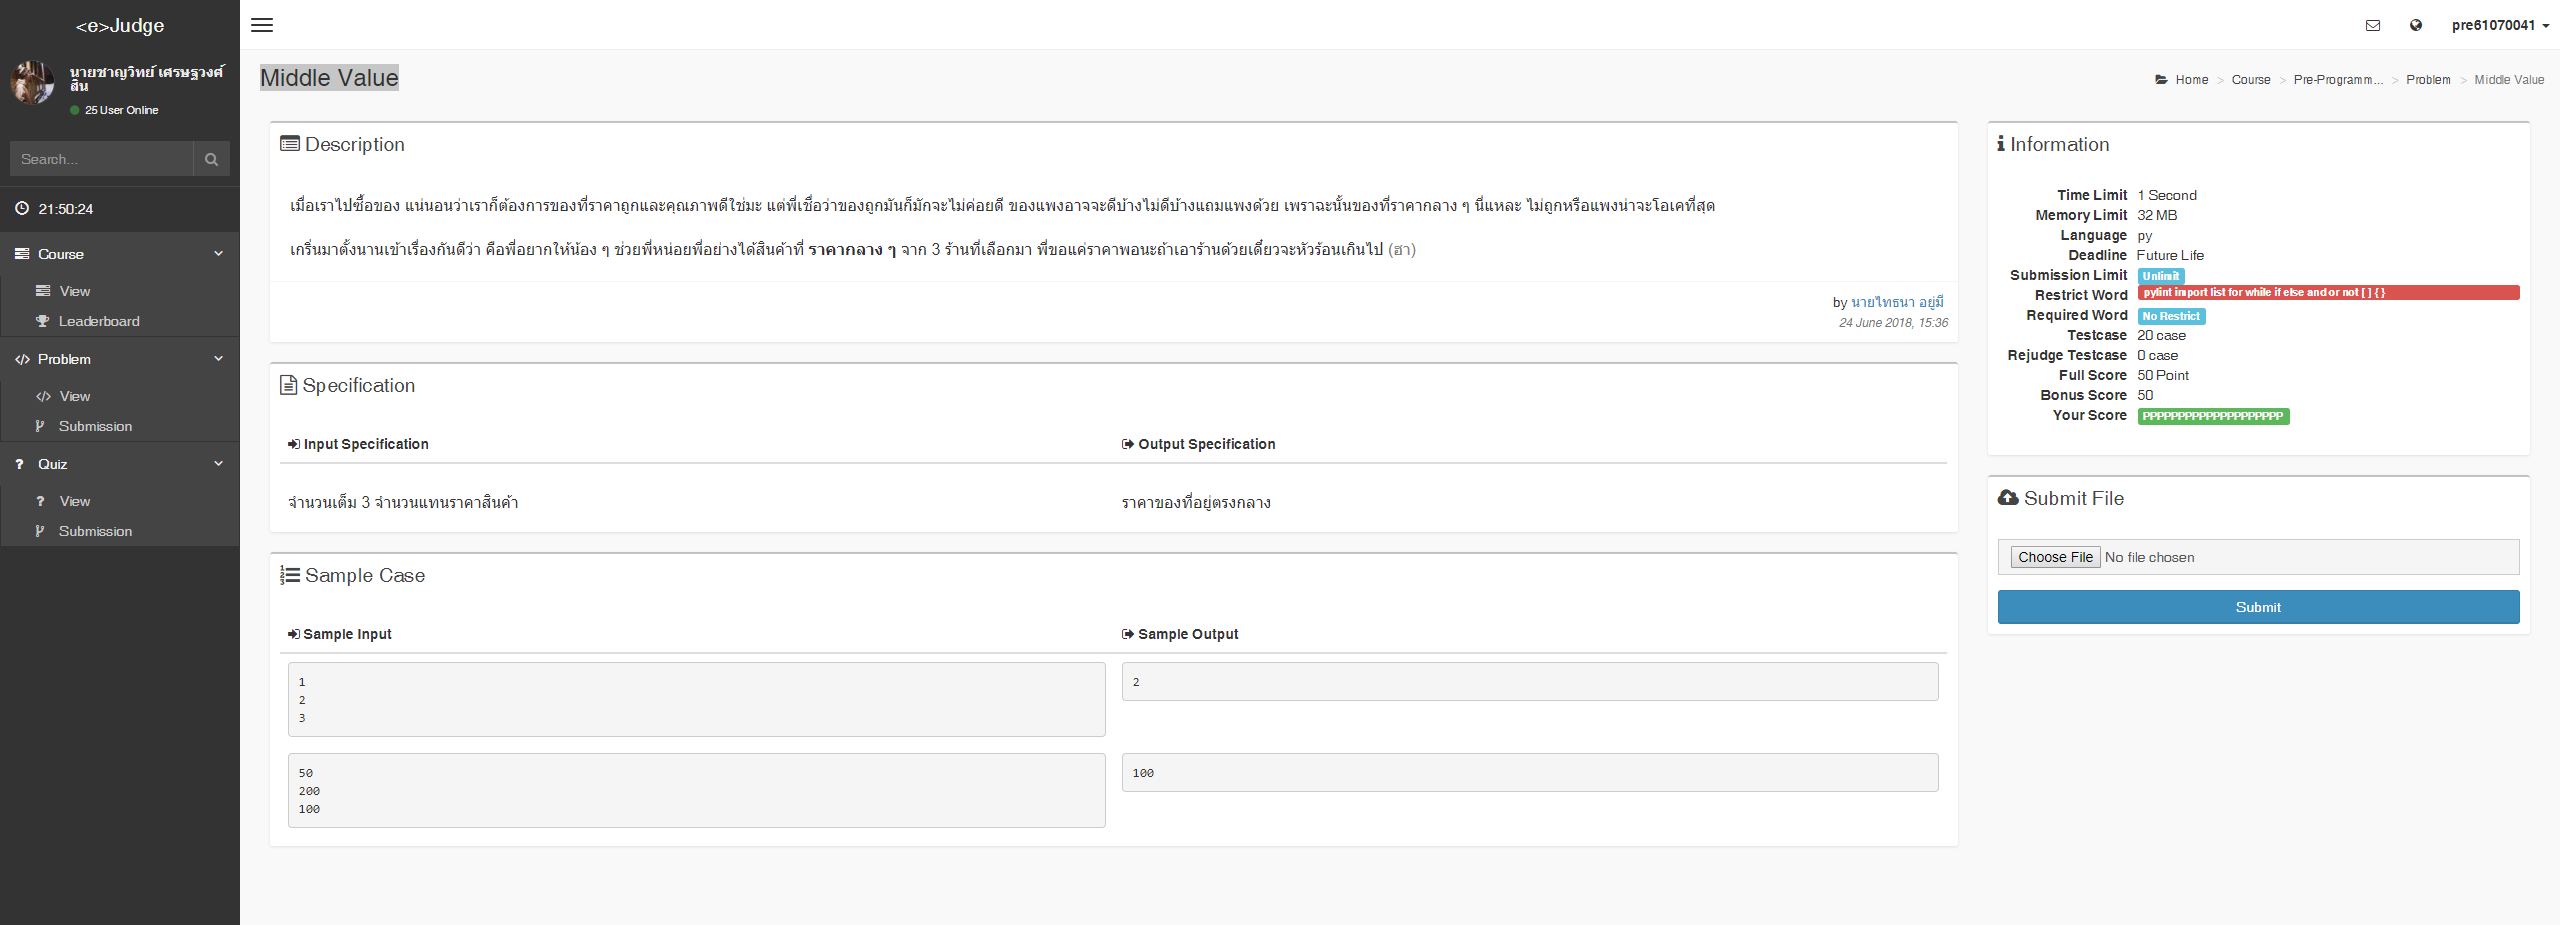 <e>Judge
pre61070041
นายชาญวิทย์ เศรษฐวงศ์
สิน
25 User Online
Search...
21:50:24
Course
View
Leaderboard
Problem
View
Submission
Quiz
View
Submission
Middle Value
Home > Course > Pre-Programm... > Problem > Middle Value
Description
เมื่อเราไปซื้อของ แน่นอนว่าเราก็ต้องการของที่ราคาถูกและคุณภาพดีใช่มะ แต่พี่เชื่อว่าของถูกมันก็มักจะไม่ค่อยดี ของแพงอาจจะดีบ้างไม่ดีบ้างแถมแพงด้วย เพราะฉะนั้นของที่ราคากลาง ๆ นี่แหละ ไม่ถูกหรือแพงน่าจะโอเคที่สุด
เกริ่นมาตั้งนานเข้าเรื่องกันดีว่า คือพี่อยากให้น้อง ๆ ช่วยพี่หน่อยพี่อย่างได้สินค้าที่ ราคากลาง ๆ จาก 3 ร้านที่เลือกมา พี่ขอแค่ราคาพอนะถ้าเอาร้านด้วยเดี๋ยวจะหัวร้อนเกินไป (ฮา)
by นายไทธนา อยู่มี
24 June 2018, 15:36
Specification
Input Specification
Output Specification
จำนวนเต็ม 3 จำนวนแทนราคาสินค้า
ราคาของที่อยู่ตรงกลาง
Sample Case
Sample Input
Sample Output
1
2
3
2
50
200
100
100
Information
Time Limit 1 Second
Memory Limit 32 MB
Language py
Deadline Future Life
Submission Limit Unlimit
Restrict Word pylint import list for while if else and or not [ ] { }
Required Word No Restrict
Testcase 20 case
Rejudge Testcase 0 case
Full Score 50 Point
Bonus Score 50
Your Score PPPPPPPPPPPPPPPPPPPP
Submit File
Choose File No file chosen
Submit